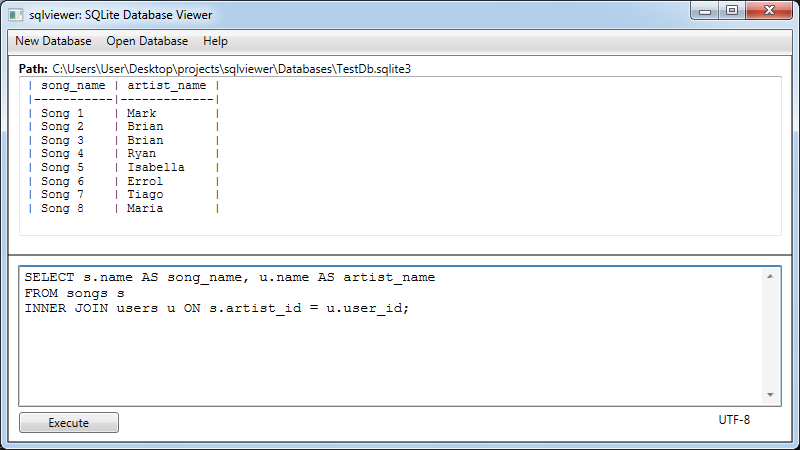 sqlviewer: SQLite Database Viewer
New Database Open Database Help
Path: C:\Users\User\Desktop\projects\sqlviewer\Databases\TestDb.sqlite3
| song_name | artist_name |
|-----------|-------------|
| Song 1    | Mark        |
| Song 2    | Brian       |
| Song 3    | Brian       |
| Song 4    | Ryan        |
| Song 5    | Isabella    |
| Song 6    | Errol       |
| Song 7    | Tiago       |
| Song 8    | Maria       |
SELECT s.name AS song_name, u.name AS artist_name
FROM songs s
INNER JOIN users u ON s.artist_id = u.user_id;
Execute UTF-8